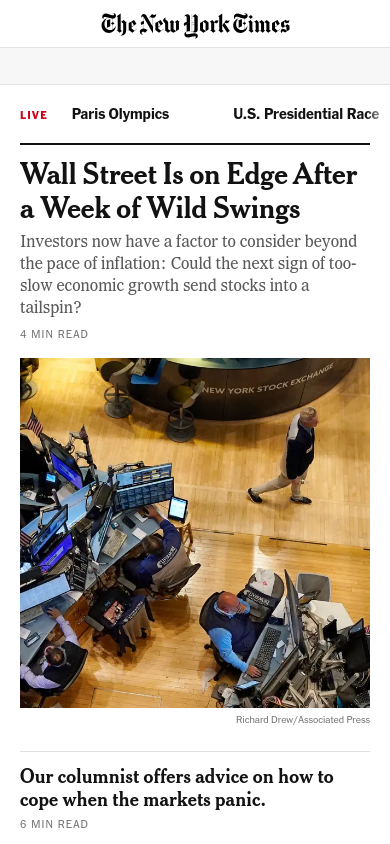 The New York Times
LIVE
Paris Olympics
U.S. Presidential Race
Wall Street Is on Edge After
a Week of Wild Swings
Investors now have a factor to consider beyond
the pace of inflation: Could the next sign of too-
slow economic growth send stocks into a
tailspin?
4 MIN READ
NEW YORK STOCK EXCHANGE
Richard Drew/Associated Press
Our columnist offers advice on how to
cope when the markets panic.
6 MIN READ